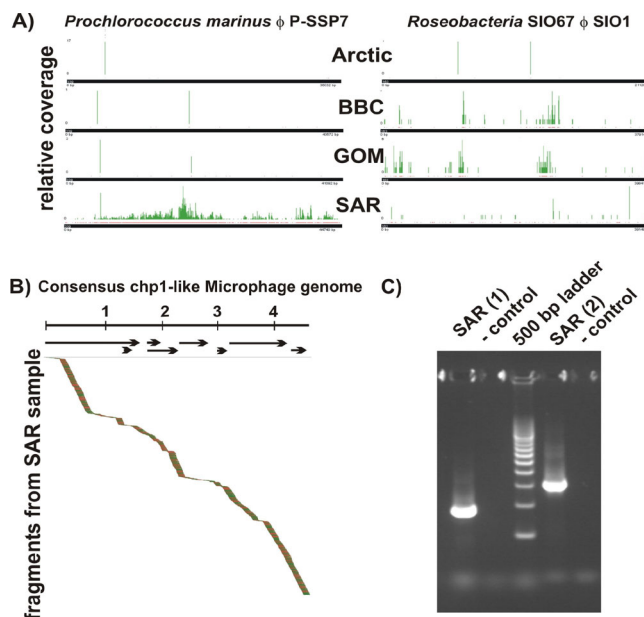 A)
Prochlorococcus marinus ϕ P-SSP7
Roseobacteria SIO67 ϕ SIO1
relative coverage
Arctic
BBC
GOM
SAR
B)
Consensus chp1-like Microphage genome
1 2 3 4
fragments from SAR sample
C)
SAR (1)
- control
500 bp ladder
SAR (2)
- control